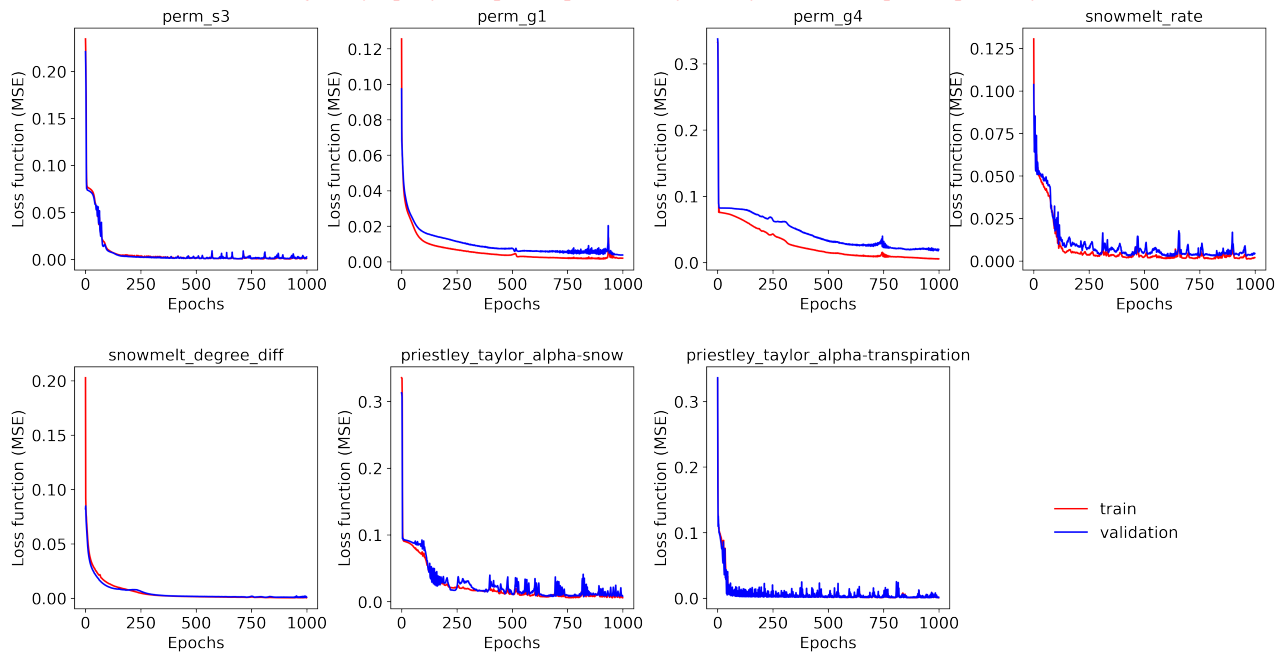 perm_s3
Loss function (MSE)
0.20
0.15
0.10
0.05
0.00
0 250 500 750 1000
Epochs
perm_g1
Loss function (MSE)
0.12
0.10
0.08
0.06
0.04
0.02
0.00
0 250 500 750 1000
Epochs
perm_g4
Loss function (MSE)
0.3
0.2
0.1
0.0
0 250 500 750 1000
Epochs
snowmelt_rate
Loss function (MSE)
0.125
0.100
0.075
0.050
0.025
0.000
0 250 500 750 1000
Epochs
snowmelt_degree_diff
Loss function (MSE)
0.20
0.15
0.10
0.05
0.00
0 250 500 750 1000
Epochs
priestley_taylor_alpha-snow
Loss function (MSE)
0.3
0.2
0.1
0.0
0 250 500 750 1000
Epochs
priestley_taylor_alpha-transpiration
Loss function (MSE)
0.3
0.2
0.1
0.0
0 250 500 750 1000
Epochs
train
validation